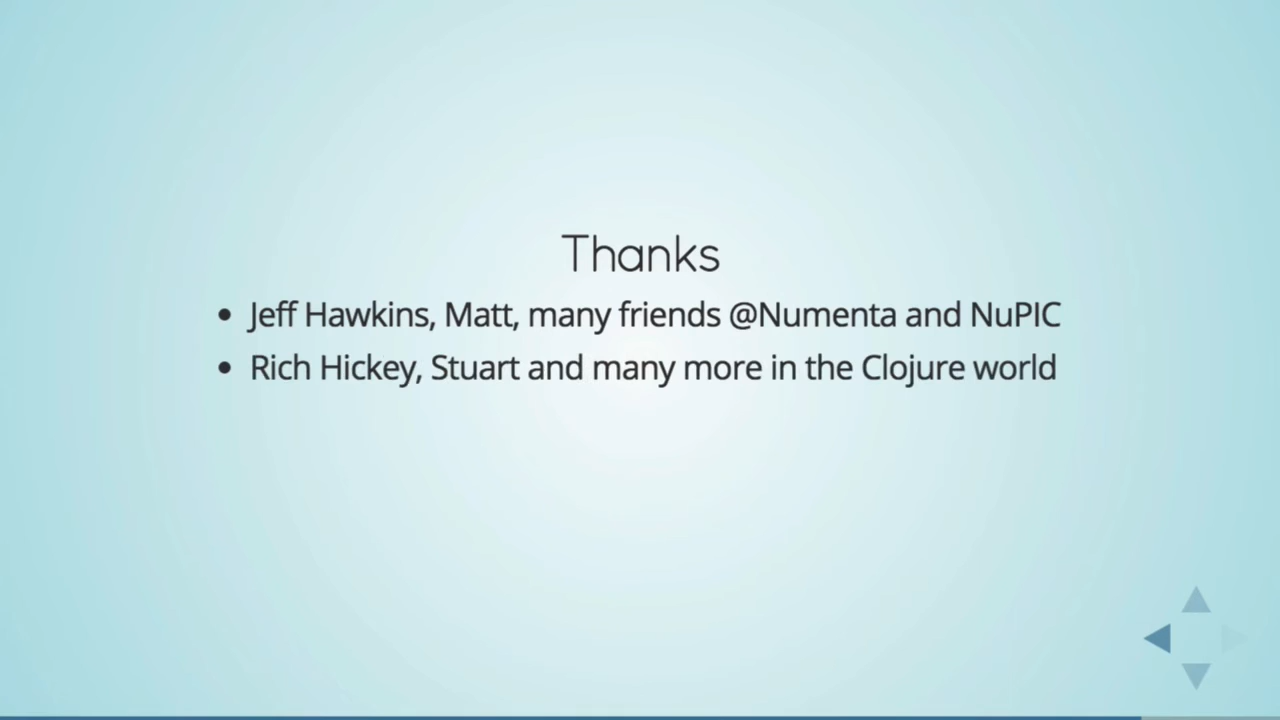 Thanks
• Jeff Hawkins, Matt, many friends @Numenta and NuPIC
• Rich Hickey, Stuart and many more in the Clojure world